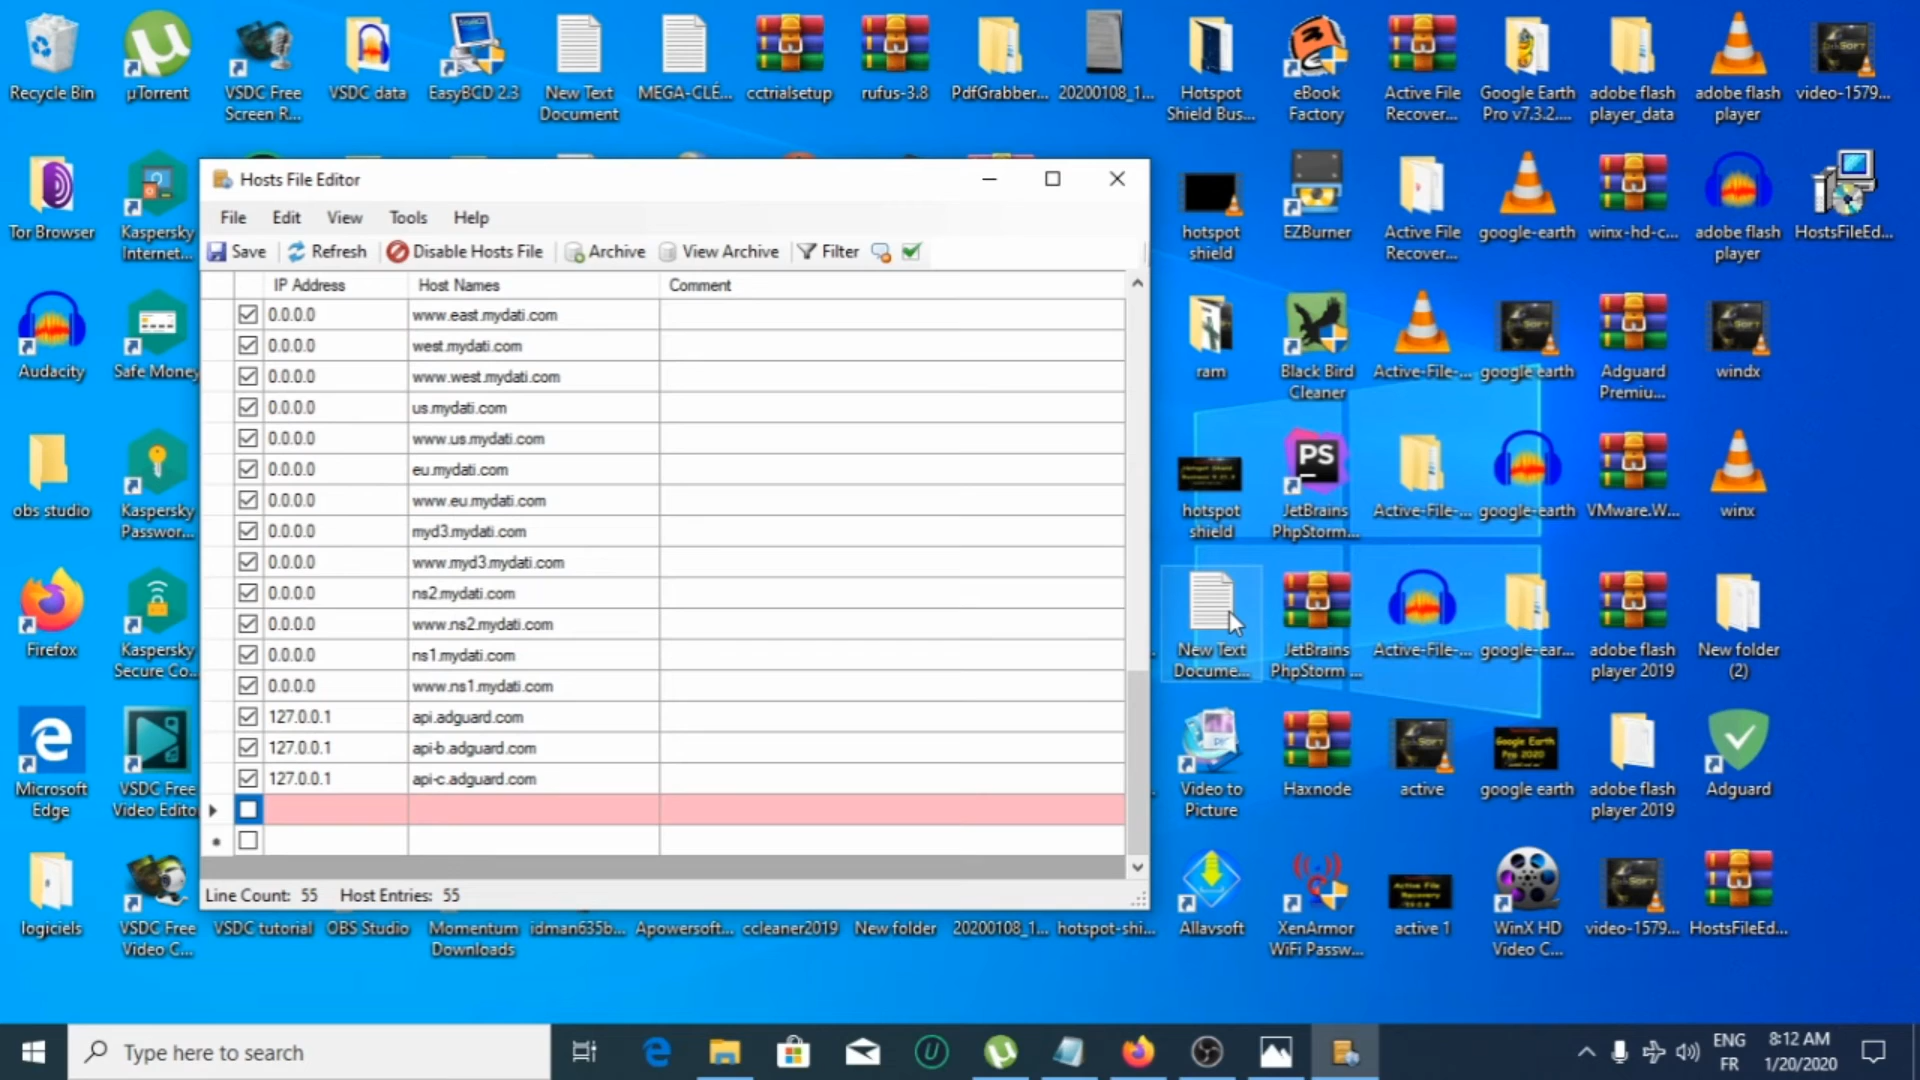 Recycle Bin
µTorrent
VSDC Free
Screen R...
VSDC data
EasyBCD 2.3
New Text
Document
MEGA-CLÉ...
cctrialsetup
rufus-3.8
PdfGrabber...
20200108_1...
Hotspot
Shield Bus...
eBook
Factory
Active File
Recover...
Google Earth
Pro v7.3.2....
adobe flash
player_data
adobe flash
player
video-1579...
Tor Browser
Kaspersky
Internet...
hotspot
shield
EZBurner
Active File
Recover...
google-earth
winx-hd-c...
adobe flash
player
HostsFileEd...
Audacity
Safe Money
ram
Black Bird
Cleaner
Active-File-...
google earth
Adguard
Premiu...
windx
obs studio
Kaspersky
Passwor...
hotspot
shield
PS
JetBrains
PhpStorm...
Active-File-...
google-earth
VMware.W...
winx
Firefox
Kaspersky
Secure Co...
New Text
Docume...
JetBrains
PhpStorm ...
Active-File-...
google-ear...
adobe flash
player 2019
New folder
(2)
Microsoft
Edge
VSDC Free
Video Edito
Video to
Picture
Haxnode
active
Google Earth
Pro 2020
google earth
adobe flash
player 2019
Adguard
logiciels
VSDC Free
Video C...
VSDC tutorial
OBS Studio
Momentum
Downloads
idman635b...
Apowersoft...
ccleaner2019
New folder
20200108_1...
hotspot-shi...
Allavsoft
XenArmor
WiFi Passw...
Active File
active 1
WinX HD
Video C...
video-1579...
HostsFileEd...
Hosts File Editor
File Edit View Tools Help
Save Refresh Disable Hosts File Archive View Archive Filter
IP Address Host Names Comment
0.0.0.0 www.east.mydati.com
0.0.0.0 west.mydati.com
0.0.0.0 www.west.mydati.com
0.0.0.0 us.mydati.com
0.0.0.0 www.us.mydati.com
0.0.0.0 eu.mydati.com
0.0.0.0 www.eu.mydati.com
0.0.0.0 myd3.mydati.com
0.0.0.0 www.myd3.mydati.com
0.0.0.0 ns2.mydati.com
0.0.0.0 www.ns2.mydati.com
0.0.0.0 ns1.mydati.com
0.0.0.0 www.ns1.mydati.com
127.0.0.1 api.adguard.com
127.0.0.1 api-b.adguard.com
127.0.0.1 api-c.adguard.com
Line Count: 55 Host Entries: 55
Type here to search
ENG
FR
8:12 AM
1/20/2020